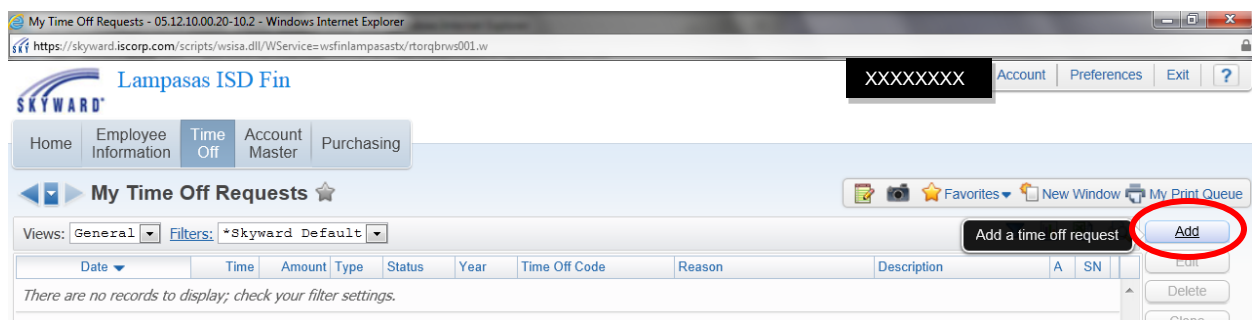 My Time Off Requests - 05.12.10.00.20-10.2 - Windows Internet Explorer
https://skyward.iscorp.com/scripts/wsisa.dll/WService=wsfinlampasastx/rtorqbrws001.w
SKYWARD Lampasas ISD Fin XXXXXXXX Account Preferences Exit ?
Home Employee Information Time Off Account Master Purchasing
My Time Off Requests Favorites New Window My Print Queue
Views: General Filters: *Skyward Default Add a time off request Add
Date Time Amount Type Status Year Time Off Code Reason Description A SN Edit
There are no records to display; check your filter settings. Delete
Clone